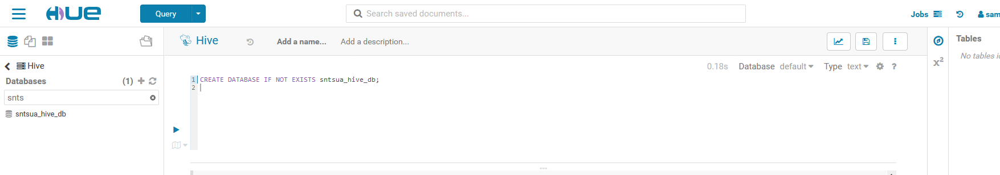 HUE Query Search saved documents... Jobs sam
Hive Add a name... Add a description... Tables
No tables
Hive
0.18s Database default Type text ? x2
Databases (1)
1 CREATE DATABASE IF NOT EXISTS sntsua_hive_db;
2
snts
sntsua_hive_db